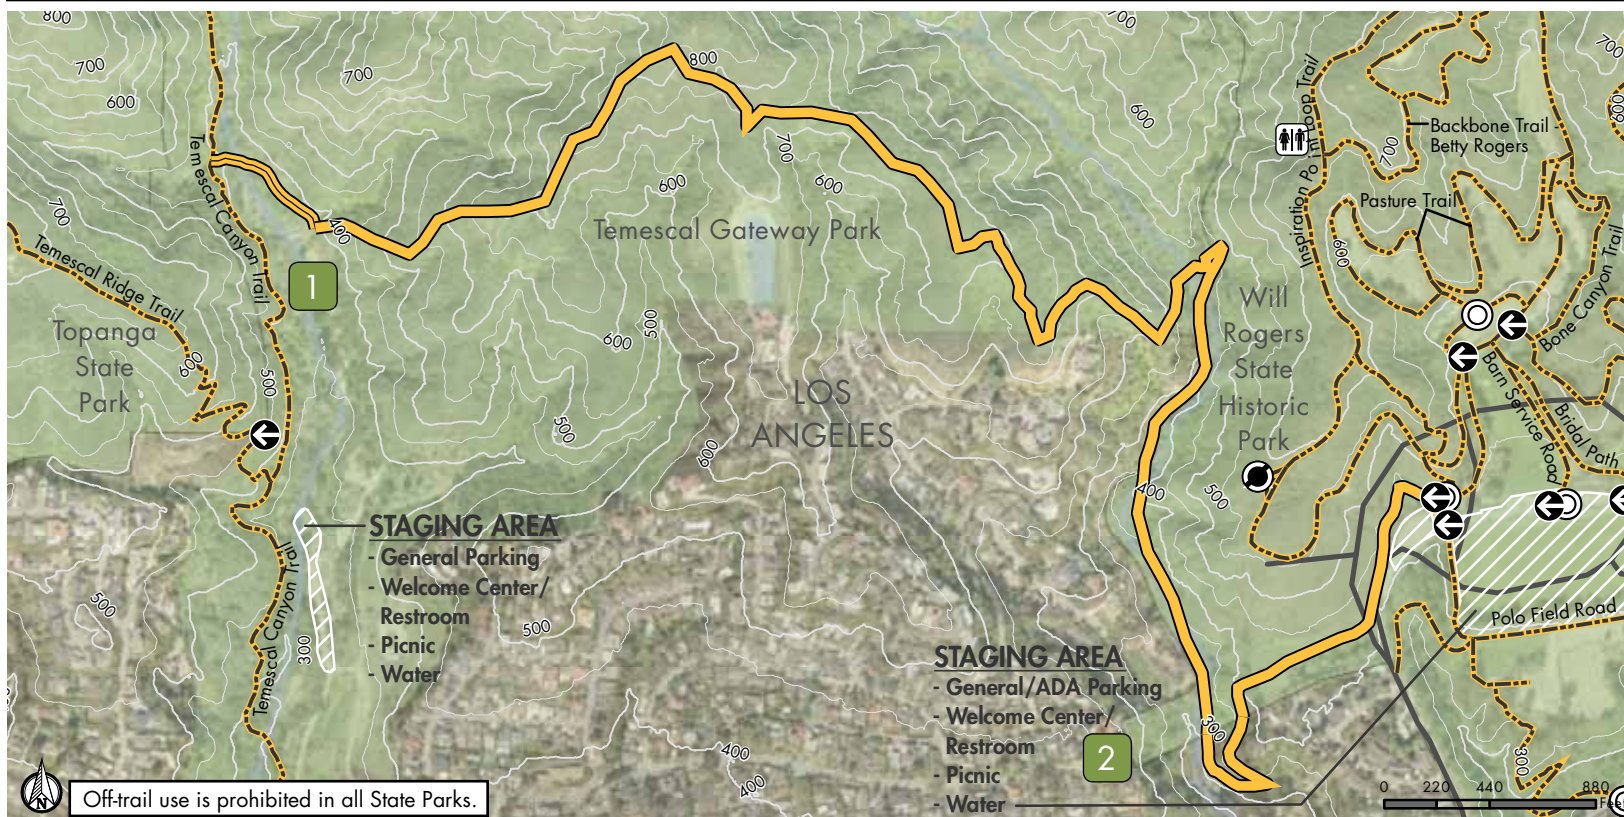 800
700
600
700
800
700
600
700
700
600
600
700
Temescal Canyon Trail
400
Temescal Gateway Park
Inspiration Point Loop Trail
Backbone Trail -
Betty Rogers
700
600
Pasture Trail
600
Bone Canyon Trail
Temescal Ridge Trail
1
Topanga
State
Park
600
500
500
600
LOS
ANGELES
500
600
Will
Rogers
State
Historic
Park
400
500
Barn Service Road
Bridal Path
STAGING AREA
- General Parking
- Welcome Center/
Restroom
- Picnic
- Water
Temescal Canyon Trail
300
500
500
Polo Field Road
STAGING AREA
- General/ADA Parking
- Welcome Center/
Restroom
- Picnic
- Water
2
300
400
400
300
N
Off-trail use is prohibited in all State Parks.
0 220 440 880
Feet